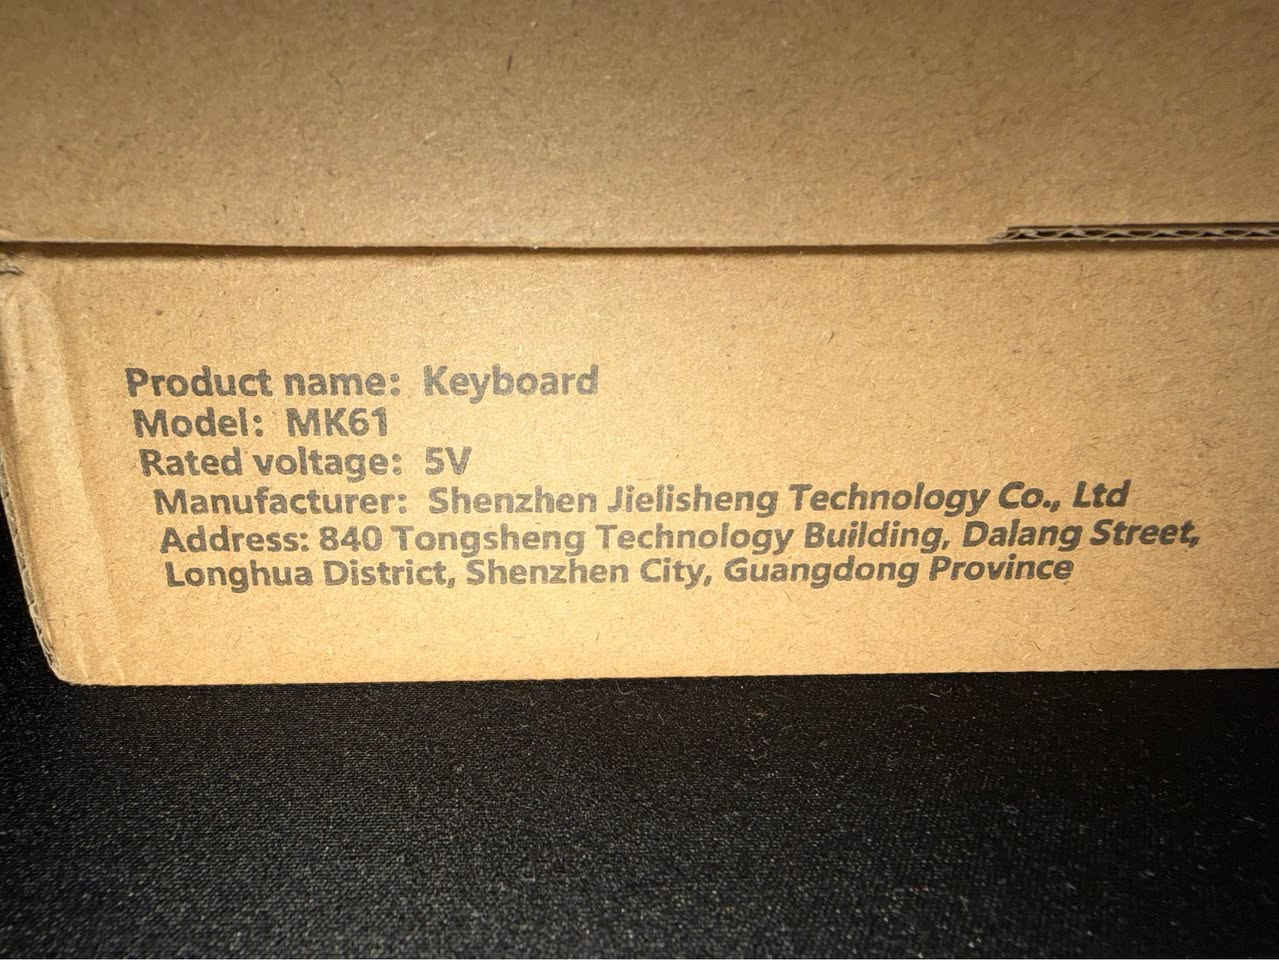 Product name: Keyboard
Model: MK61
Rated voltage: 5V
Manufacturer: Shenzhen Jielisheng Technology Co., Ltd
Address: 840 Tongsheng Technology Building, Dalang Street,
Longhua District, Shenzhen City, Guangdong Province